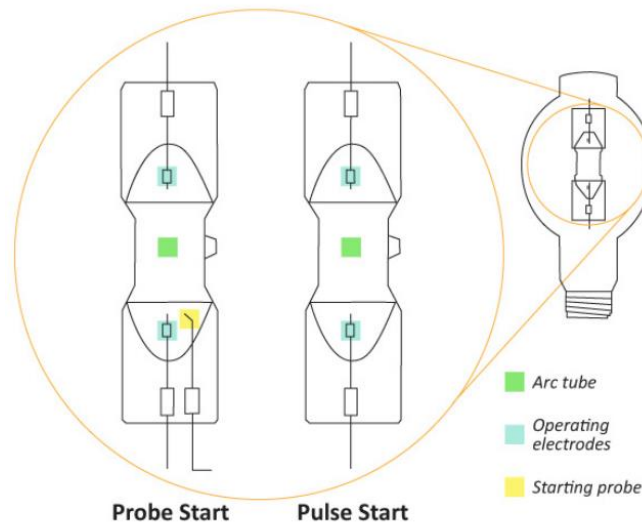 Arc tube
Operating
electrodes
Starting probe
Probe Start
Pulse Start